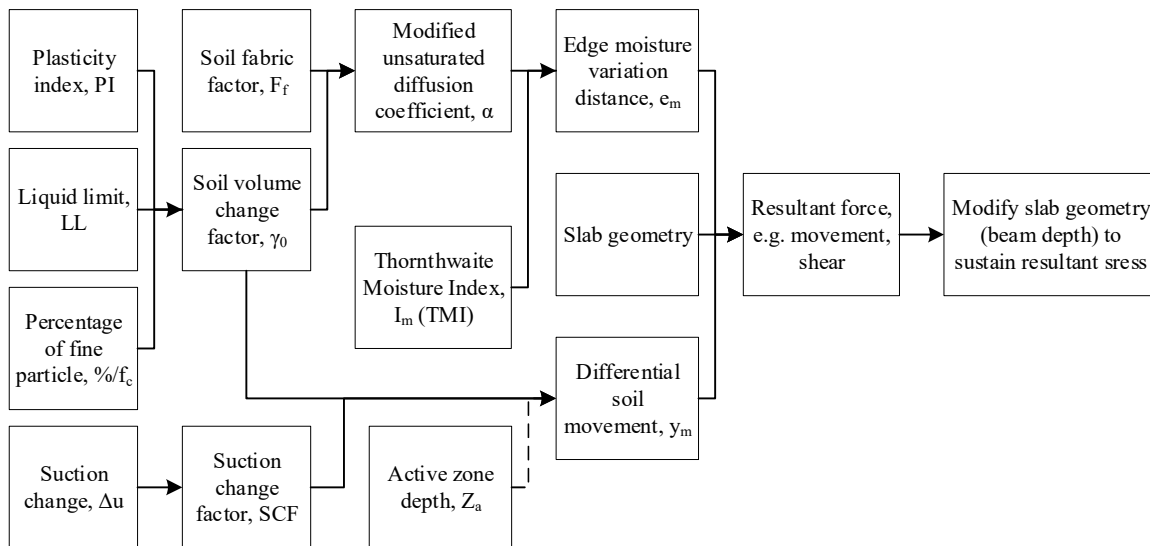 Plasticity
index, PI
Soil fabric
factor, Ff
Modified
unsaturated
diffusion
coefficient, α
Edge moisture
variation
distance, em
Liquid limit,
LL
Soil volume
change
factor, γ0
Slab geometry
Resultant force,
e.g. movement,
shear
Modify slab geometry
(beam depth) to
sustain resultant sress
Thornthwaite
Moisture Index,
Im (TMI)
Percentage
of fine
particle, %/fc
Differential
soil
movement, ym
Suction
change, Δu
Suction
change
factor, SCF
Active zone
depth, Za